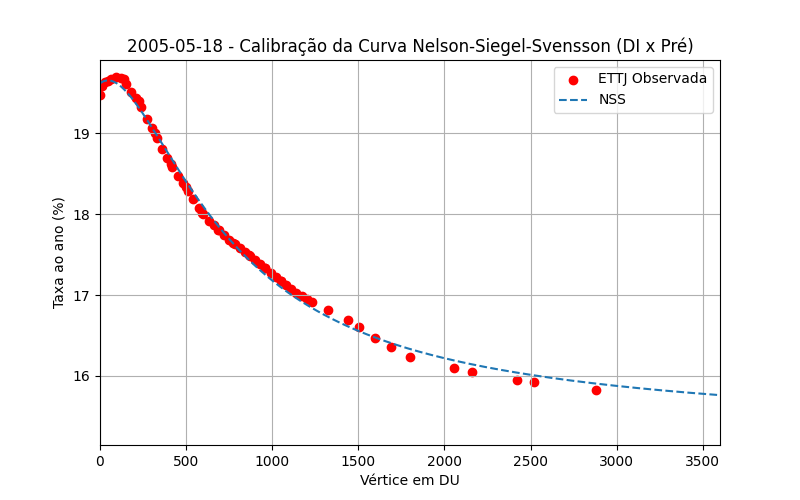 2005-05-18 - Calibração da Curva Nelson-Siegel-Svensson (DI x Pré)
ETTJ Observada
NSS
Taxa ao ano (%)
19
18
17
16
0
500
1000
1500
2000
2500
3000
3500
Vértice em DU